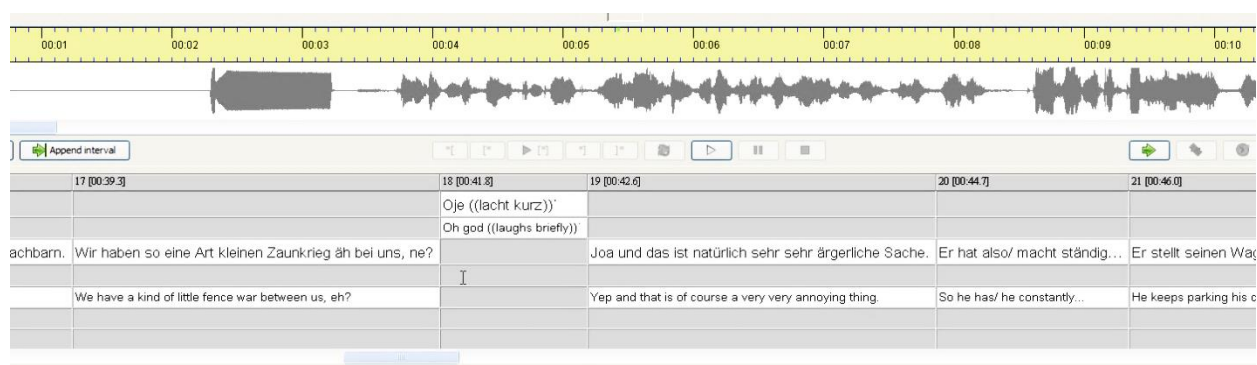 00:01 00:02 00:03 00:04 00:05 00:06 00:07 00:08 00:09 00:10
Append interval
17 [00:39.3] 18 [00:41.8] 19 [00:42.6] 20 [00:44.7] 21 [00:46.0]
Oje ((lacht kurz))˙
Oh god ((laughs briefly))˙
achbarn. Wir haben so eine Art kleinen Zaunkrieg äh bei uns, ne? Joa und das ist natürlich sehr sehr ärgerliche Sache. Er hat also/ macht ständig... Er stellt seinen Wag
We have a kind of little fence war between us, eh? Yep and that is of course a very very annoying thing. So he has/ he constantly... He keeps parking his c